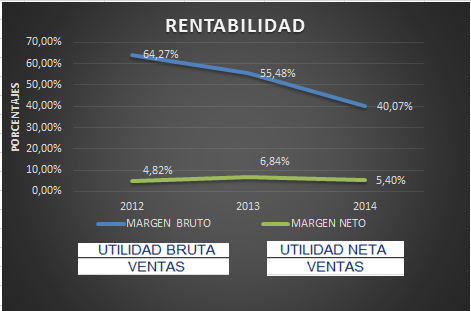 RENTABILIDAD
PORCENTAJES
70,00%
60,00%
50,00%
40,00%
30,00%
20,00%
10,00%
0,00%
64,27%
55,48%
40,07%
4,82%
6,84%
5,40%
2012 2013 2014
MARGEN BRUTO MARGEN NETO
UTILIDAD BRUTA
VENTAS
UTILIDAD NETA
VENTAS